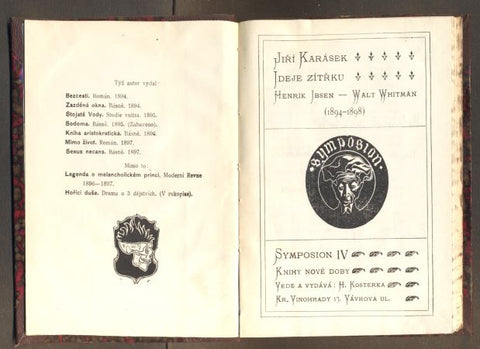 Týž autor vydal:
Bezcestí. Román. 1894.
Zazděná okna. Básně. 1894.
Stojaté Vody. Studie vášně. 1895.
Sodoma. Básně. 1895. (Zabaveno).
Kniha aristokratická. Básně. 1896.
Mimo život. Román. 1897.
Sexus necans. Básně. 1897.
Mimo to:
Legenda o melancholickém princi. Moderní Revue
1896—1897.
Hořící duše. Drama o 3 dějstvích. (V rukopise).
Jiří Karásek
Ideje zítřku
Henrik Ibsen — Walt Whitman
(1894–1898)
SYMPOSION
Symposion IV
Knihy nové doby
Vede a vydává: H. Kosterka
Kr. Vinohrady 17. Vávrova ul.